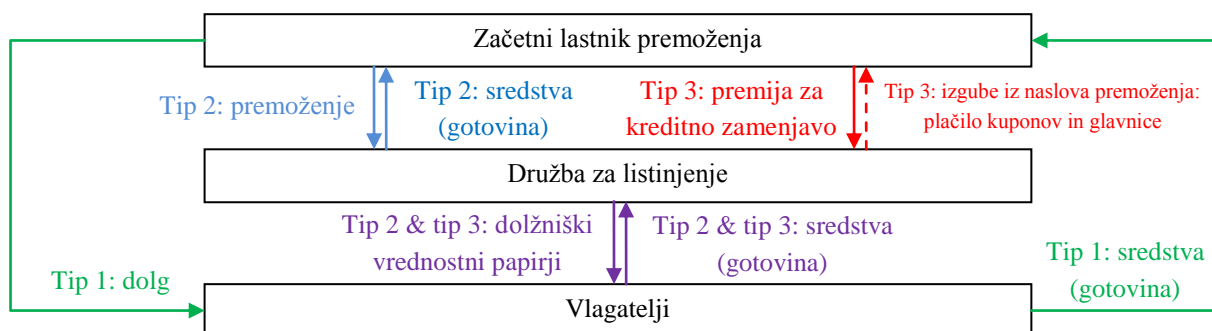 Začetni lastnik premoženja
Tip 2: premoženje
Tip 2: sredstva
(gotovina)
Tip 3: premija za
kreditno zamenjavo
Tip 3: izgube iz naslova premoženja:
plačilo kuponov in glavnice
Družba za listinjenje
Tip 2 & tip 3: dolžniški
vrednostni papirji
Tip 2 & tip 3: sredstva
(gotovina)
Tip 1: dolg
Tip 1: sredstva
(gotovina)
Vlagatelji